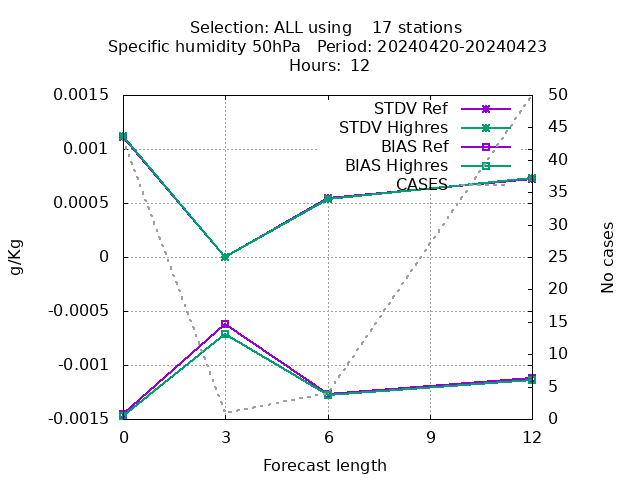 Selection: ALL using    17 stations
Specific humidity 50hPa   Period: 20240420-20240423
Hours: 12
0.0015
0.001
0.0005
0
-0.0005
-0.001
-0.0015
g/Kg
STDV Ref
STDV Highres
BIAS Ref
BIAS Highres
CASES
50
45
40
35
30
25
20
15
10
5
0
No cases
0 3 6 9 12
Forecast length